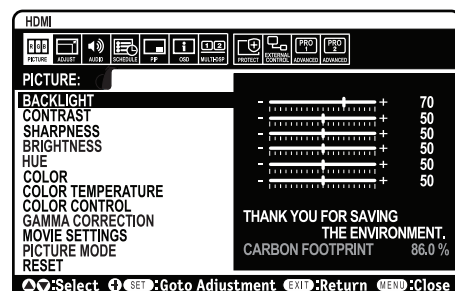 HDMI
RGB 12 PRO 1 PRO 2
PICTURE ADJUST AUDIO SCHEDULE PIP OSD MULTI-DSP PROTECT EXTERNAL CONTROL ADVANCED ADVANCED
PICTURE:
BACKLIGHT - + 70
CONTRAST - + 50
SHARPNESS - + 50
BRIGHTNESS - + 50
HUE - + 50
COLOR - + 50
COLOR TEMPERATURE
COLOR CONTROL
GAMMA CORRECTION THANK YOU FOR SAVING
MOVIE SETTINGS THE ENVIRONMENT.
PICTURE MODE CARBON FOOTPRINT 86.0 %
RESET
:Select SET :Goto Adjustment EXIT:Return MENU:Close